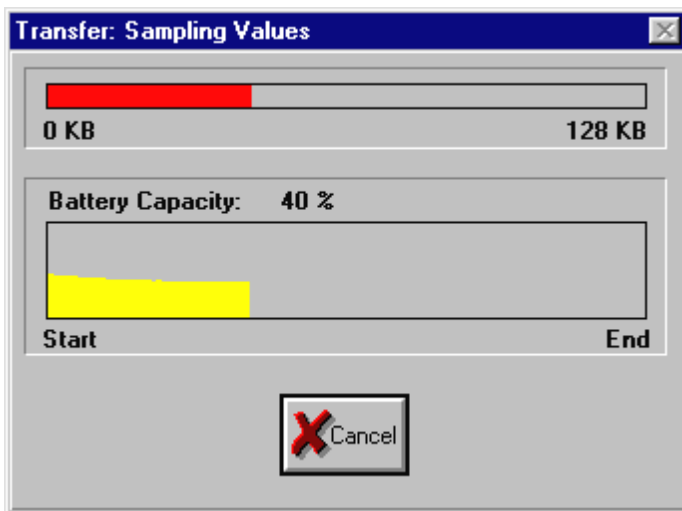 Transfer: Sampling Values
0 KB 128 KB
Battery Capacity: 40 %
Start End
Cancel